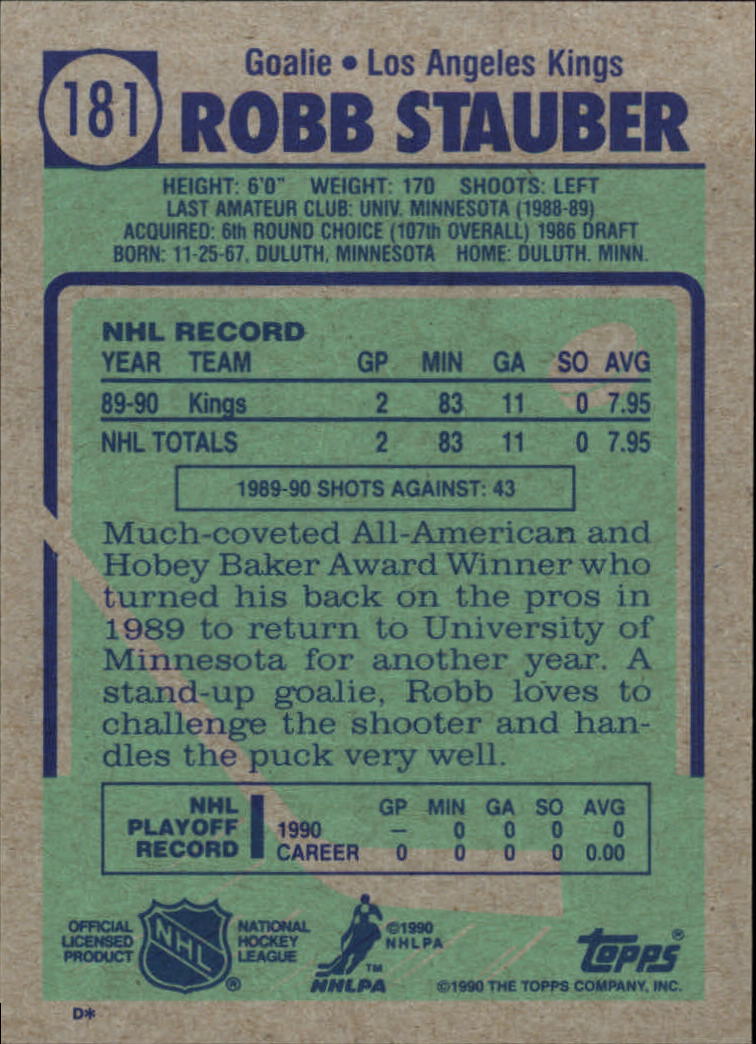 181
Goalie • Los Angeles Kings
ROBB STAUBER
HEIGHT: 6'0" WEIGHT: 170 SHOOTS: LEFT
LAST AMATEUR CLUB: UNIV. MINNESOTA (1988-89)
ACQUIRED: 6th ROUND CHOICE (107th OVERALL) 1986 DRAFT
BORN: 11-25-67, DULUTH, MINNESOTA HOME: DULUTH. MINN.
NHL RECORD
YEAR TEAM GP MIN GA SO AVG
89-90 Kings 2 83 11 0 7.95
NHL TOTALS 2 83 11 0 7.95
1989-90 SHOTS AGAINST: 43
Much-coveted All-American and
Hobey Baker Award Winner who
turned his back on the pros in
1989 to return to University of
Minnesota for another year. A
stand-up goalie, Robb loves to
challenge the shooter and han-
dles the puck very well.
NHL
PLAYOFF
RECORD
GP MIN GA SO AVG
1990 – 0 0 0 0
CAREER 0 0 0 0 0.00
OFFICIAL
LICENSED
PRODUCT
NHL
®
NATIONAL
HOCKEY
LEAGUE
TM
NHLPA
©1990
NHLPA
topps®
©1990 THE TOPPS COMPANY, INC.
D*